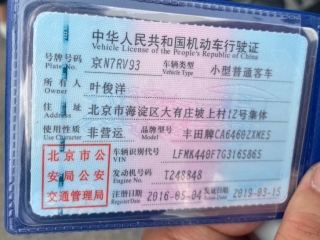 中华人民共和国机动车行驶证
Vehicle License of the People's Republic of China
号牌号码 京N7RV93 车辆类型 小型普通客车
Plate No. Vehicle Type
所有人 叶俊洋
Owner
住址 北京市海淀区大有庄坡上村12号集体
Address
使用性质 非营运 品牌型号 丰田牌CA6460ZXME5
Use Character Model
北京市公 车辆识别代号 LFMK440F7G3165865
VIN
安局公安 发动机号码 T248848
Engine No.
交通管理局 注册日期 2016-05-04 发证日期 2019-03-15
Register Date Issue Date